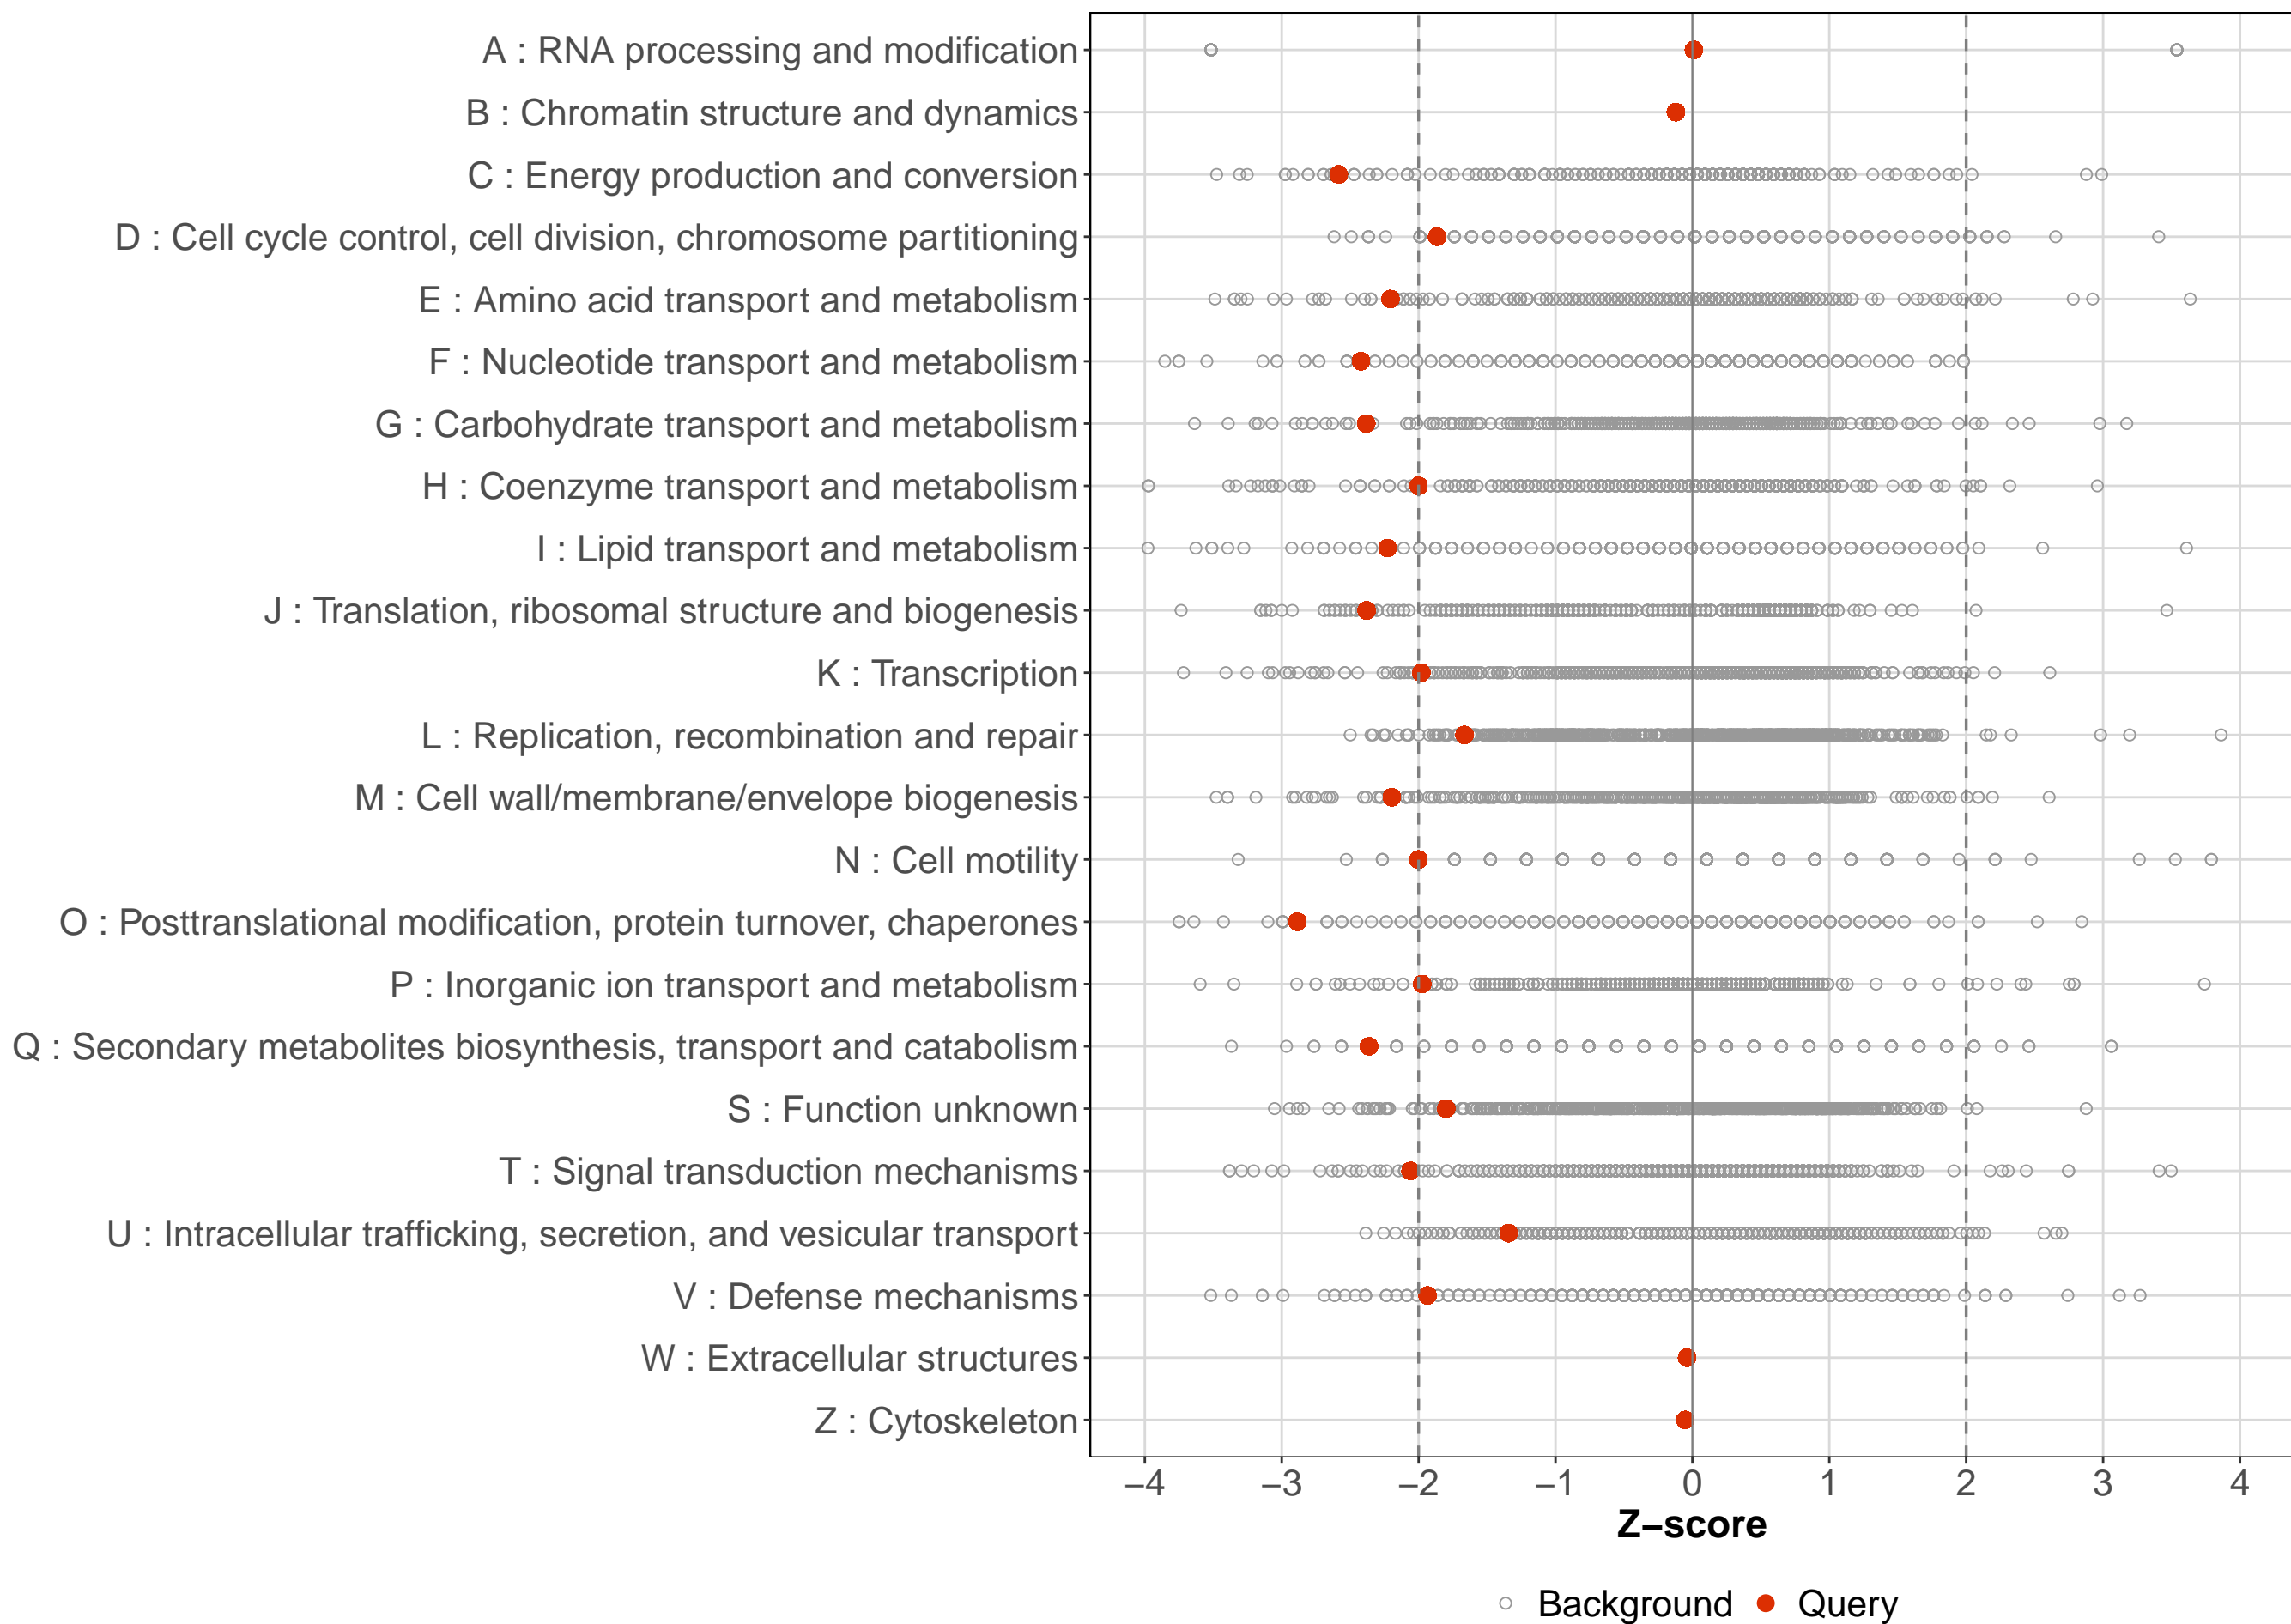 A : RNA processing and modification
B : Chromatin structure and dynamics
C : Energy production and conversion
D : Cell cycle control, cell division, chromosome partitioning
E : Amino acid transport and metabolism
F : Nucleotide transport and metabolism
G : Carbohydrate transport and metabolism
H : Coenzyme transport and metabolism
I : Lipid transport and metabolism
J : Translation, ribosomal structure and biogenesis
K : Transcription
L : Replication, recombination and repair
M : Cell wall/membrane/envelope biogenesis
N : Cell motility
O : Posttranslational modification, protein turnover, chaperones
P : Inorganic ion transport and metabolism
Q : Secondary metabolites biosynthesis, transport and catabolism
S : Function unknown
T : Signal transduction mechanisms
U : Intracellular trafficking, secretion, and vesicular transport
V : Defense mechanisms
W : Extracellular structures
Z : Cytoskeleton
−4 −3 −2 −1 0 1 2 3 4
Z−score
Background Query